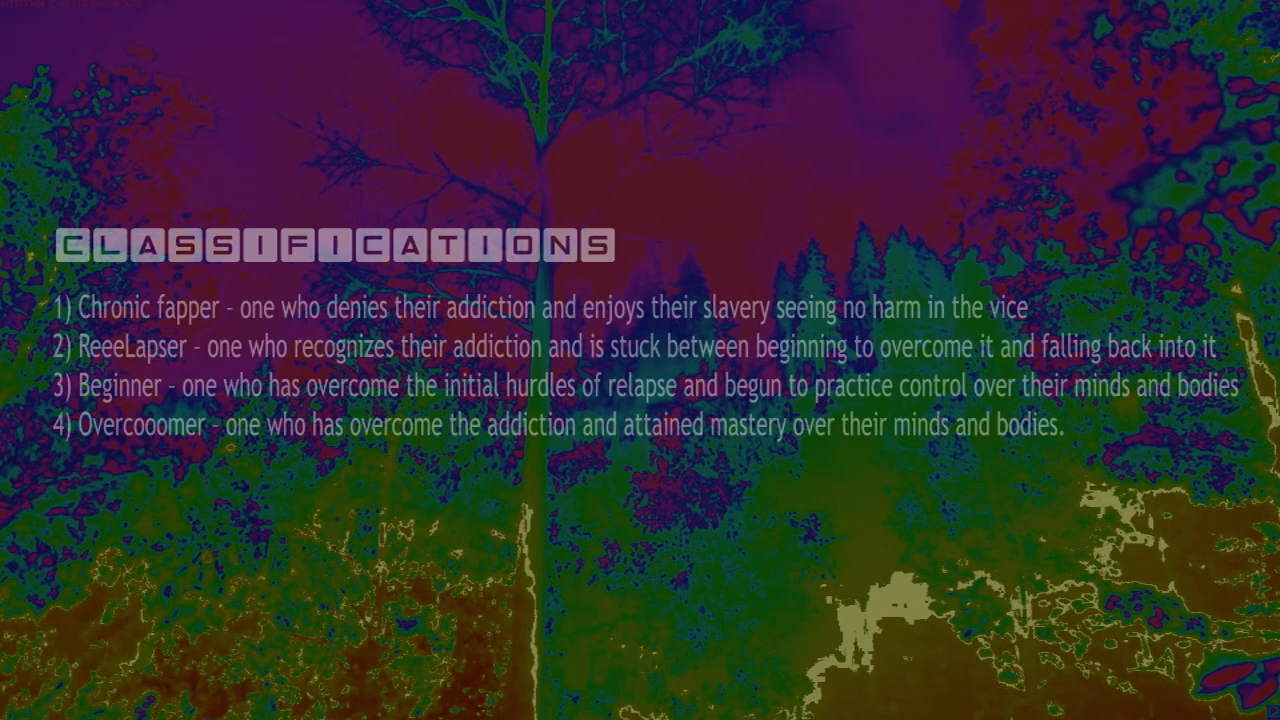 CLASSIFICATIONS
1) Chronic fapper - one who denies their addiction and enjoys their slavery seeing no harm in the vice
2) ReeeLapser - one who recognizes their addiction and is stuck between beginning to overcome it and falling back into it
3) Beginner - one who has overcome the initial hurdles of relapse and begun to practice control over their minds and bodies
4) Overcooomer - one who has overcome the addiction and attained mastery over their minds and bodies.